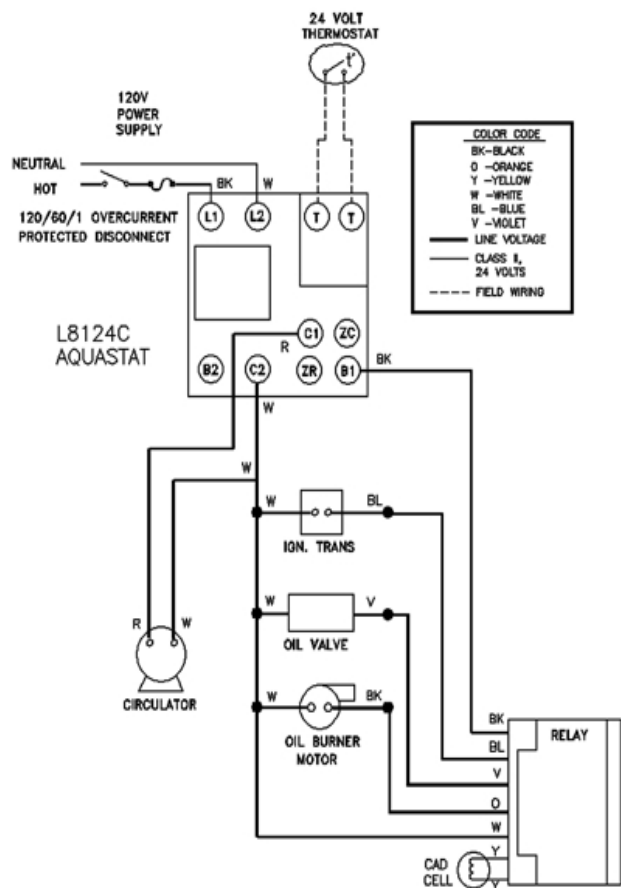 24 VOLT
THERMOSTAT
t°
120V
POWER
SUPPLY
NEUTRAL
HOT
BK
W
120/60/1 OVERCURRENT
PROTECTED DISCONNECT
L1
L2
T
T
COLOR CODE
BK-BLACK
O -ORANGE
Y -YELLOW
W -WHITE
BL -BLUE
V -VIOLET
LINE VOLTAGE
CLASS II,
24 VOLTS
FIELD WIRING
L8124C
AQUASTAT
C1
ZC
R
B2
C2
ZR
B1
BK
W
W
W
BL
IGN. TRANS
W
V
OIL VALVE
R
W
CIRCULATOR
W
BK
OIL BURNER
MOTOR
BK
RELAY
BL
V
O
W
Y
CAD
CELL
Y